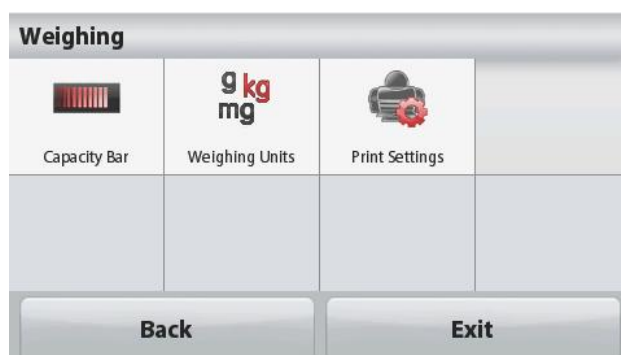 Weighing
g kg
mg
Capacity Bar
Weighing Units
Print Settings
Back
Exit